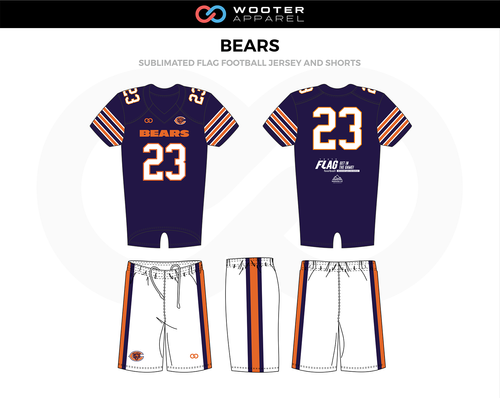 WOOTER
APPAREL
BEARS
SUBLIMATED FLAG FOOTBALL JERSEY AND SHORTS
23
23
BEARS
23
23
FLAG
GET IN
THE GAME!